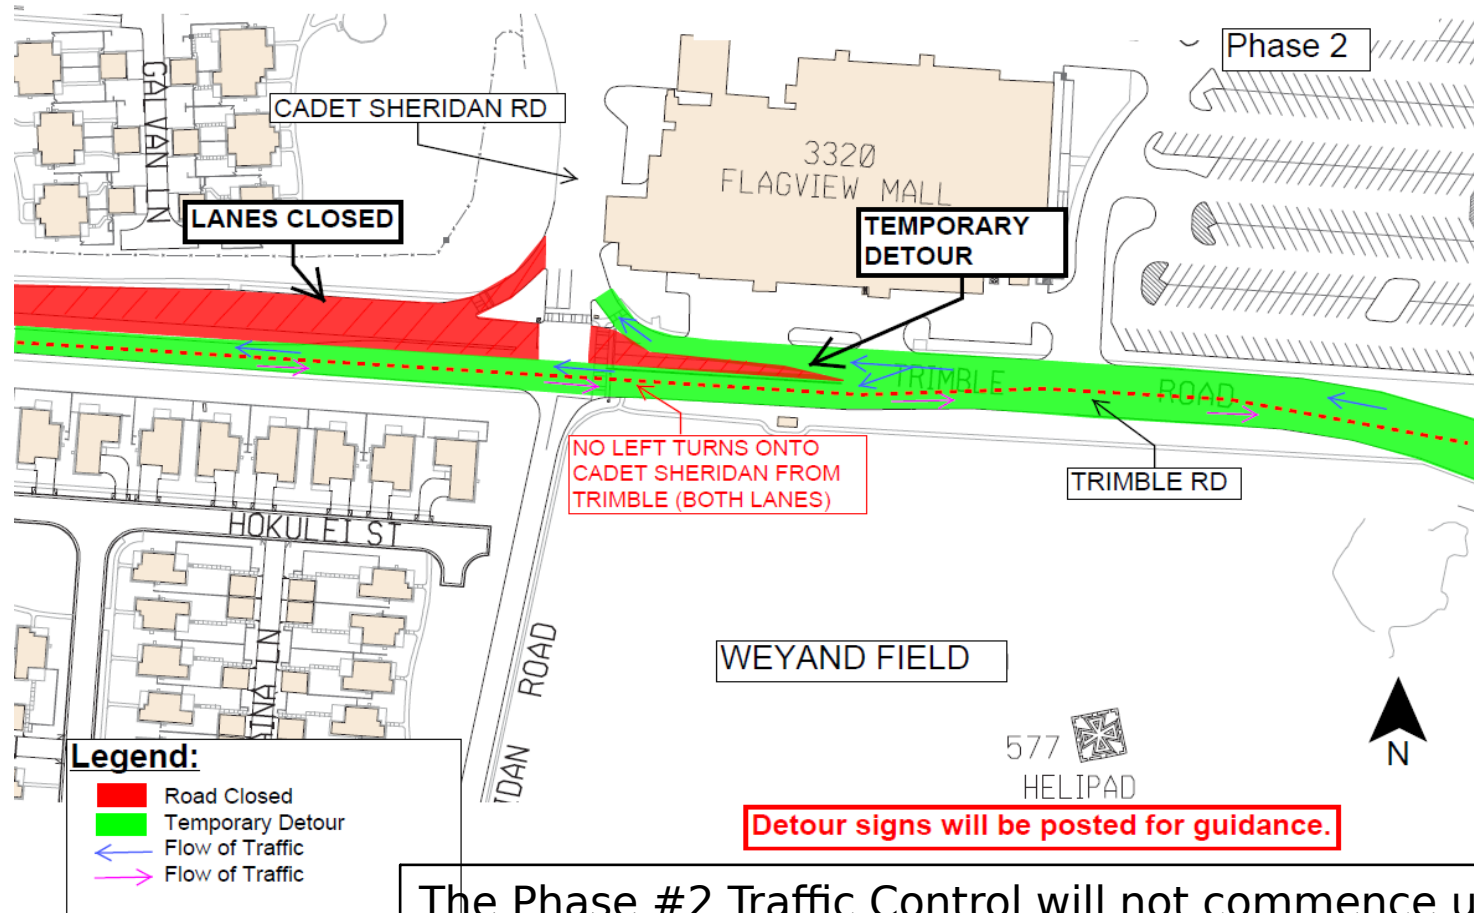 Phase 2
GALVAN LN
CADET SHERIDAN RD
3320
FLAGVIEW MALL
LANES CLOSED
TEMPORARY
DETOUR
TRIMBLE ROAD
NO LEFT TURNS ONTO
CADET SHERIDAN FROM
TRIMBLE (BOTH LANES)
TRIMBLE RD
HOKULEI ST
IDAN ROAD
WEYAND FIELD
577
HELIPAD
N
Legend:
Road Closed
Temporary Detour
Flow of Traffic
Flow of Traffic
Detour signs will be posted for guidance.
The Phase #2 Traffic Control will not commence u